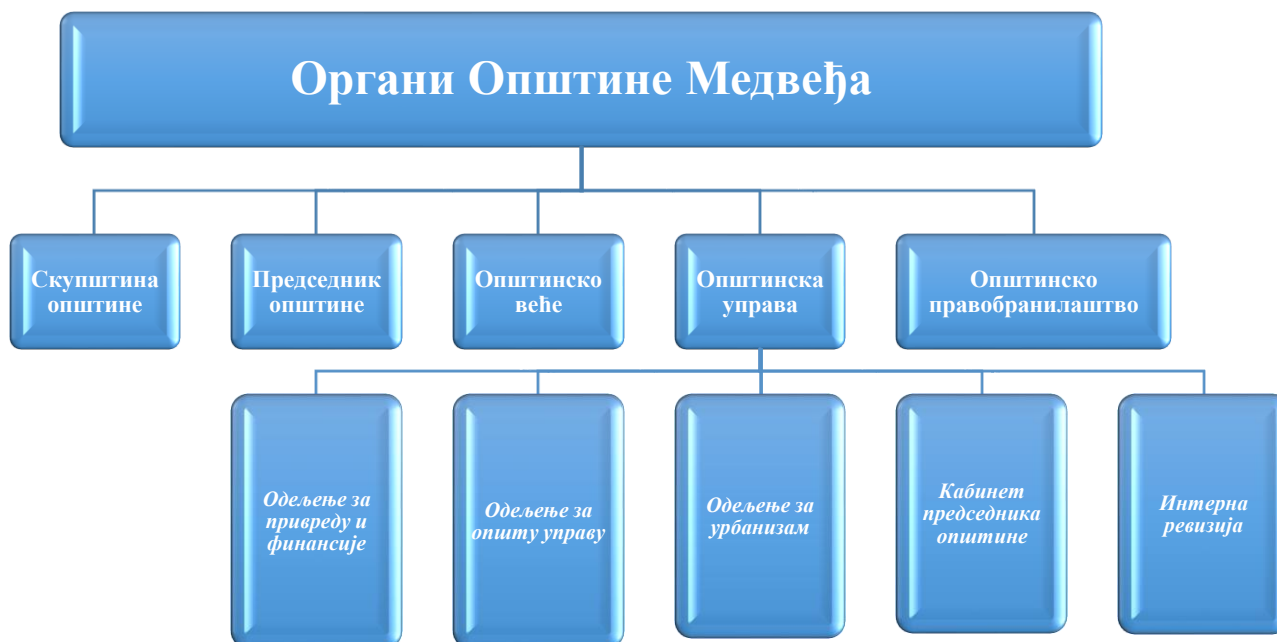 Органи Општине Медвеђа
Скупштина
општине
Председник
општине
Општинско
веће
Општинска
управа
Општинско
правобранилаштво
Одељење за
привреду и
финансије
Одељење за
општу управу
Одељење за
урбанизам
Кабинет
председника
општине
Интерна
ревизија